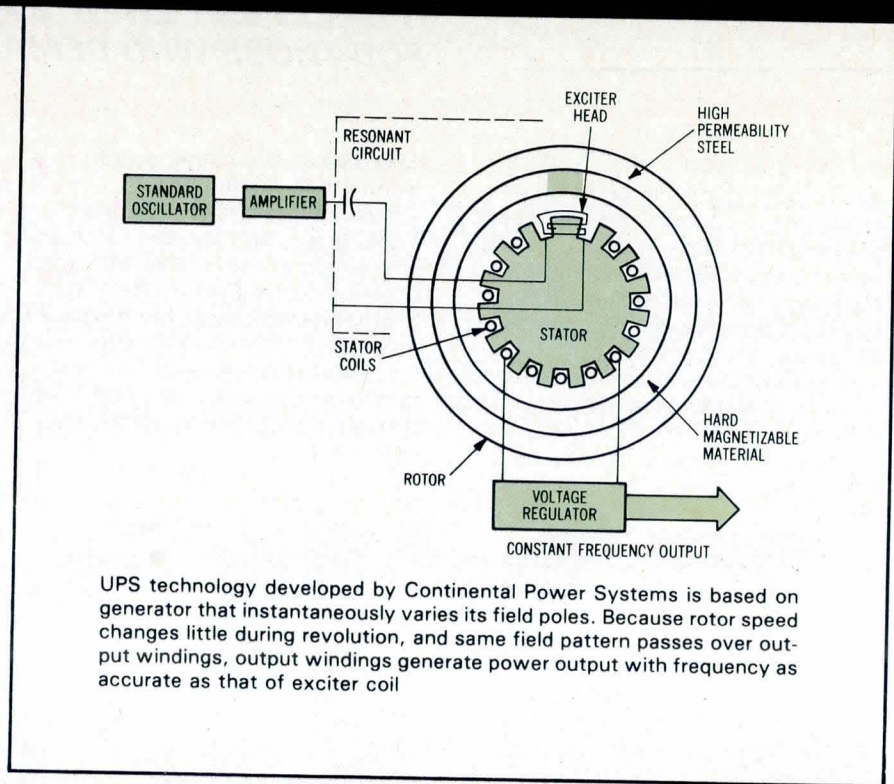 EXCITER
HEAD
HIGH
PERMEABILITY
STEEL
RESONANT
CIRCUIT
STANDARD
OSCILLATOR
AMPLIFIER
STATOR
STATOR
COILS
HARD
MAGNETIZABLE
MATERIAL
ROTOR
VOLTAGE
REGULATOR
CONSTANT FREQUENCY OUTPUT
UPS technology developed by Continental Power Systems is based on
generator that instantaneously varies its field poles. Because rotor speed
changes little during revolution, and same field pattern passes over out-
put windings, output windings generate power output with frequency as
accurate as that of exciter coil